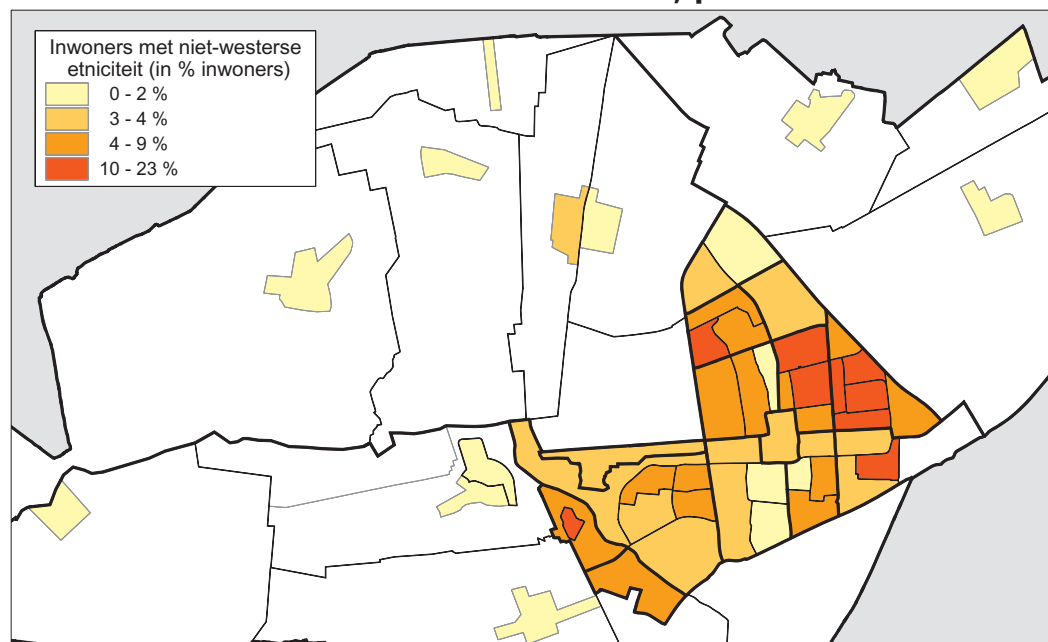 Inwoners met niet-westerse
etniciteit (in % inwoners)
0 - 2 %
3 - 4 %
4 - 9 %
10 - 23 %